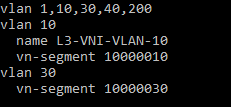 vlan 1,10,30,40,200
vlan 10
  name L3-VNI-VLAN-10
  vn-segment 10000010
vlan 30
  vn-segment 10000030